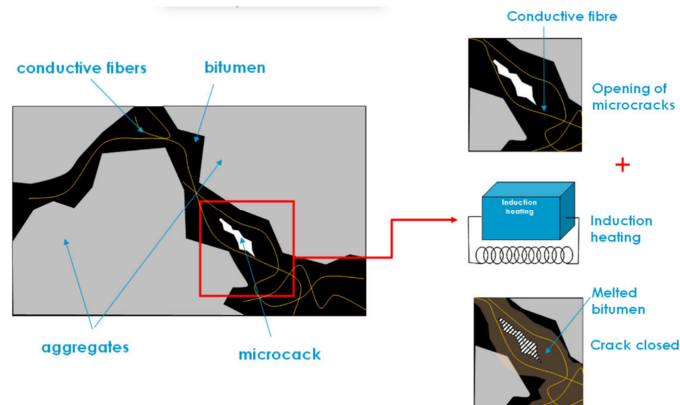 Conductive fibre
conductive fibers
bitumen
Opening of
microcracks
+
Induction
heating
Induction
heating
aggregates
microcack
Melted
bitumen
Crack closed